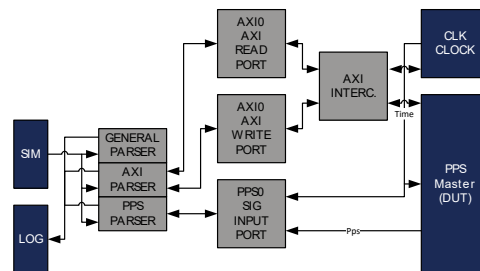 AXI0
AXI
READ
PORT
CLK
CLOCK
AXI
INTERC.
AXI0
AXI
WRITE
PORT
Time
SIM
GENERAL
PARSER
AXI
PARSER
PPS
PARSER
PPS0
SIG
INPUT
PORT
PPS
Master
(DUT)
LOG
Pps